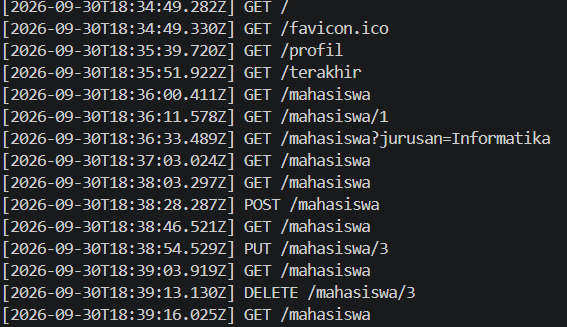 [2026-09-30T18:34:49.282Z] GET /
[2026-09-30T18:34:49.330Z] GET /favicon.ico
[2026-09-30T18:35:39.720Z] GET /profil
[2026-09-30T18:35:51.922Z] GET /terakhir
[2026-09-30T18:36:00.411Z] GET /mahasiswa
[2026-09-30T18:36:11.578Z] GET /mahasiswa/1
[2026-09-30T18:36:33.489Z] GET /mahasiswa?jurusan=Informatika
[2026-09-30T18:37:03.024Z] GET /mahasiswa
[2026-09-30T18:38:03.297Z] GET /mahasiswa
[2026-09-30T18:38:28.287Z] POST /mahasiswa
[2026-09-30T18:38:46.521Z] GET /mahasiswa
[2026-09-30T18:38:54.529Z] PUT /mahasiswa/3
[2026-09-30T18:39:03.919Z] GET /mahasiswa
[2026-09-30T18:39:13.130Z] DELETE /mahasiswa/3
[2026-09-30T18:39:16.025Z] GET /mahasiswa